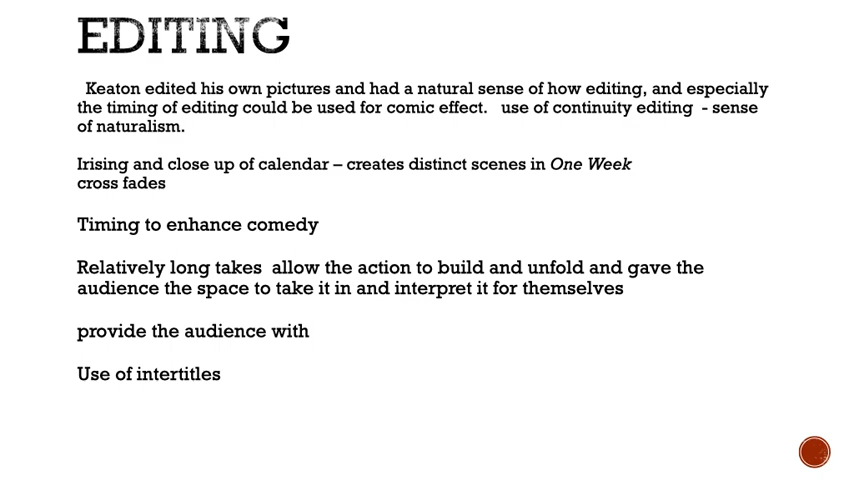 EDITING
Keaton edited his own pictures and had a natural sense of how editing, and especially
the timing of editing could be used for comic effect.   use of continuity editing  - sense
of naturalism.
Irising and close up of calendar – creates distinct scenes in One Week
cross fades
Timing to enhance comedy
Relatively long takes  allow the action to build and unfold and gave the
audience the space to take it in and interpret it for themselves
provide the audience with
Use of intertitles